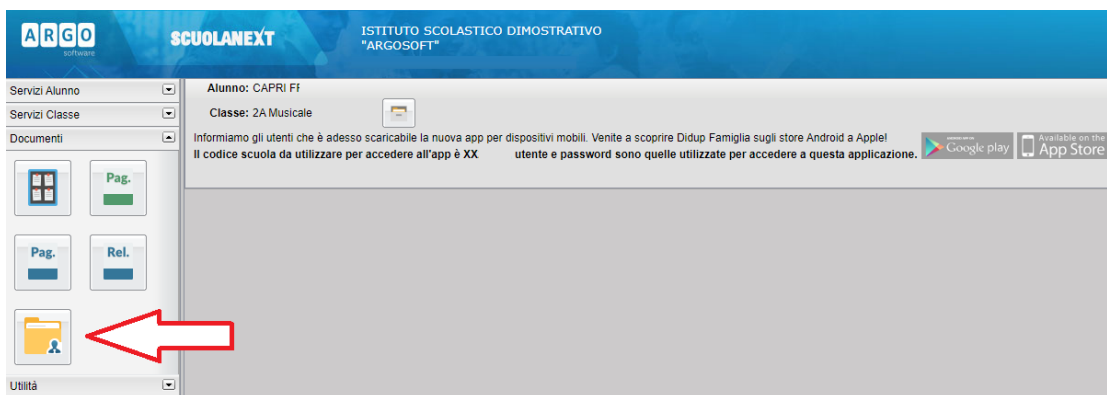 ARGO
software
SCUOLANEXT
ISTITUTO SCOLASTICO DIMOSTRATIVO
"ARGOSOFT"
Servizi Alunno
Servizi Classe
Documenti
Pag.
Pag.
Rel.
Utilità
Alunno: CAPRI FF
Classe: 2A Musicale
Informiamo gli utenti che è adesso scaricabile la nuova app per dispositivi mobili. Venite a scoprire Didup Famiglia sugli store Android a Apple!
Il codice scuola da utilizzare per accedere all'app è XX utente e password sono quelle utilizzate per accedere a questa applicazione.
Google play
Available on the
App Store